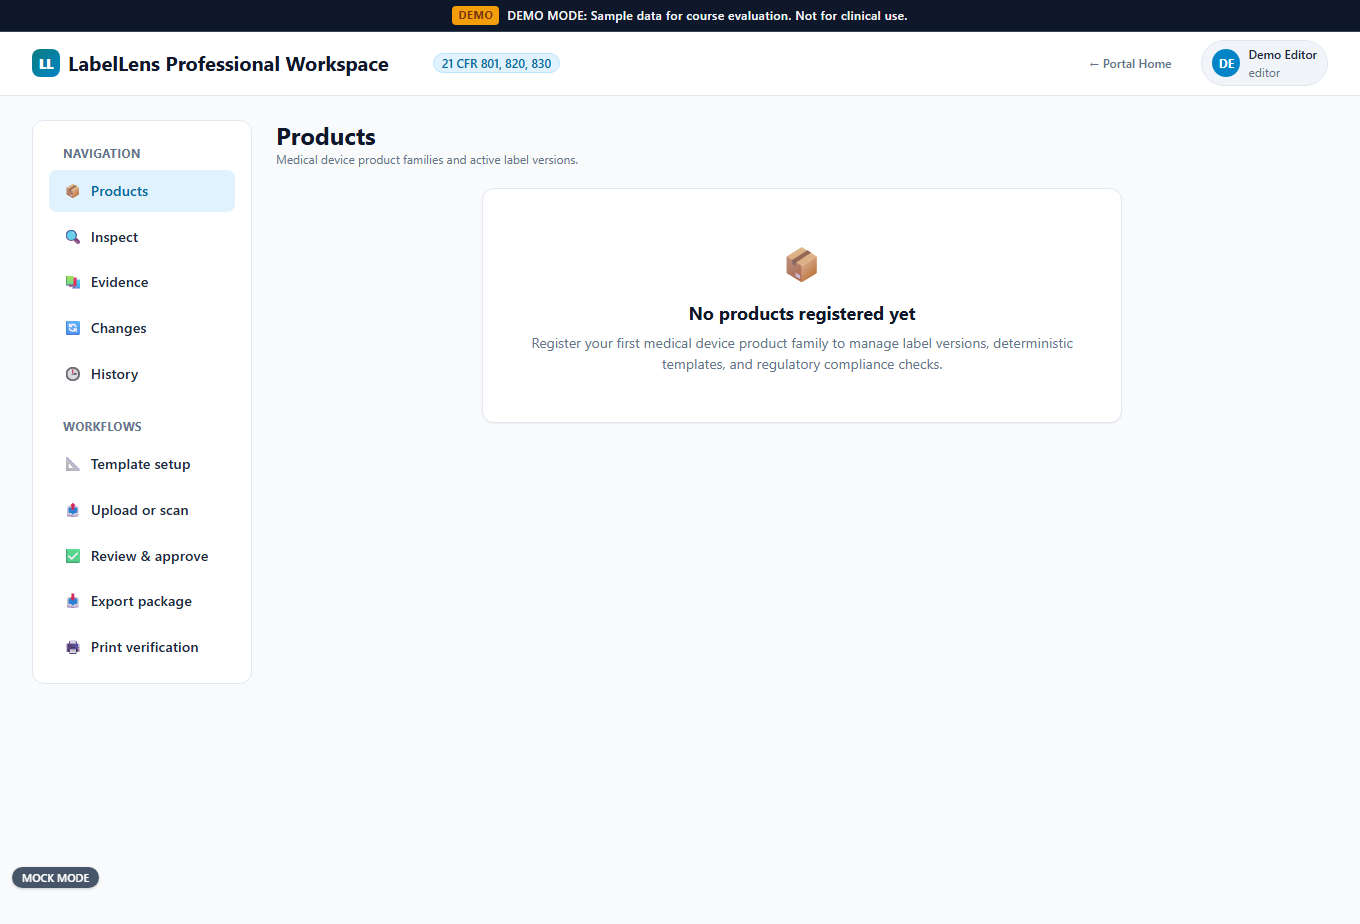 DEMO DEMO MODE: Sample data for course evaluation. Not for clinical use.
LL LabelLens Professional Workspace
21 CFR 801, 820, 830
← Portal Home
DE
Demo Editor
editor
NAVIGATION
Products
Inspect
Evidence
Changes
History
WORKFLOWS
Template setup
Upload or scan
Review & approve
Export package
Print verification
Products
Medical device product families and active label versions.
No products registered yet
Register your first medical device product family to manage label versions, deterministic
templates, and regulatory compliance checks.
MOCK MODE